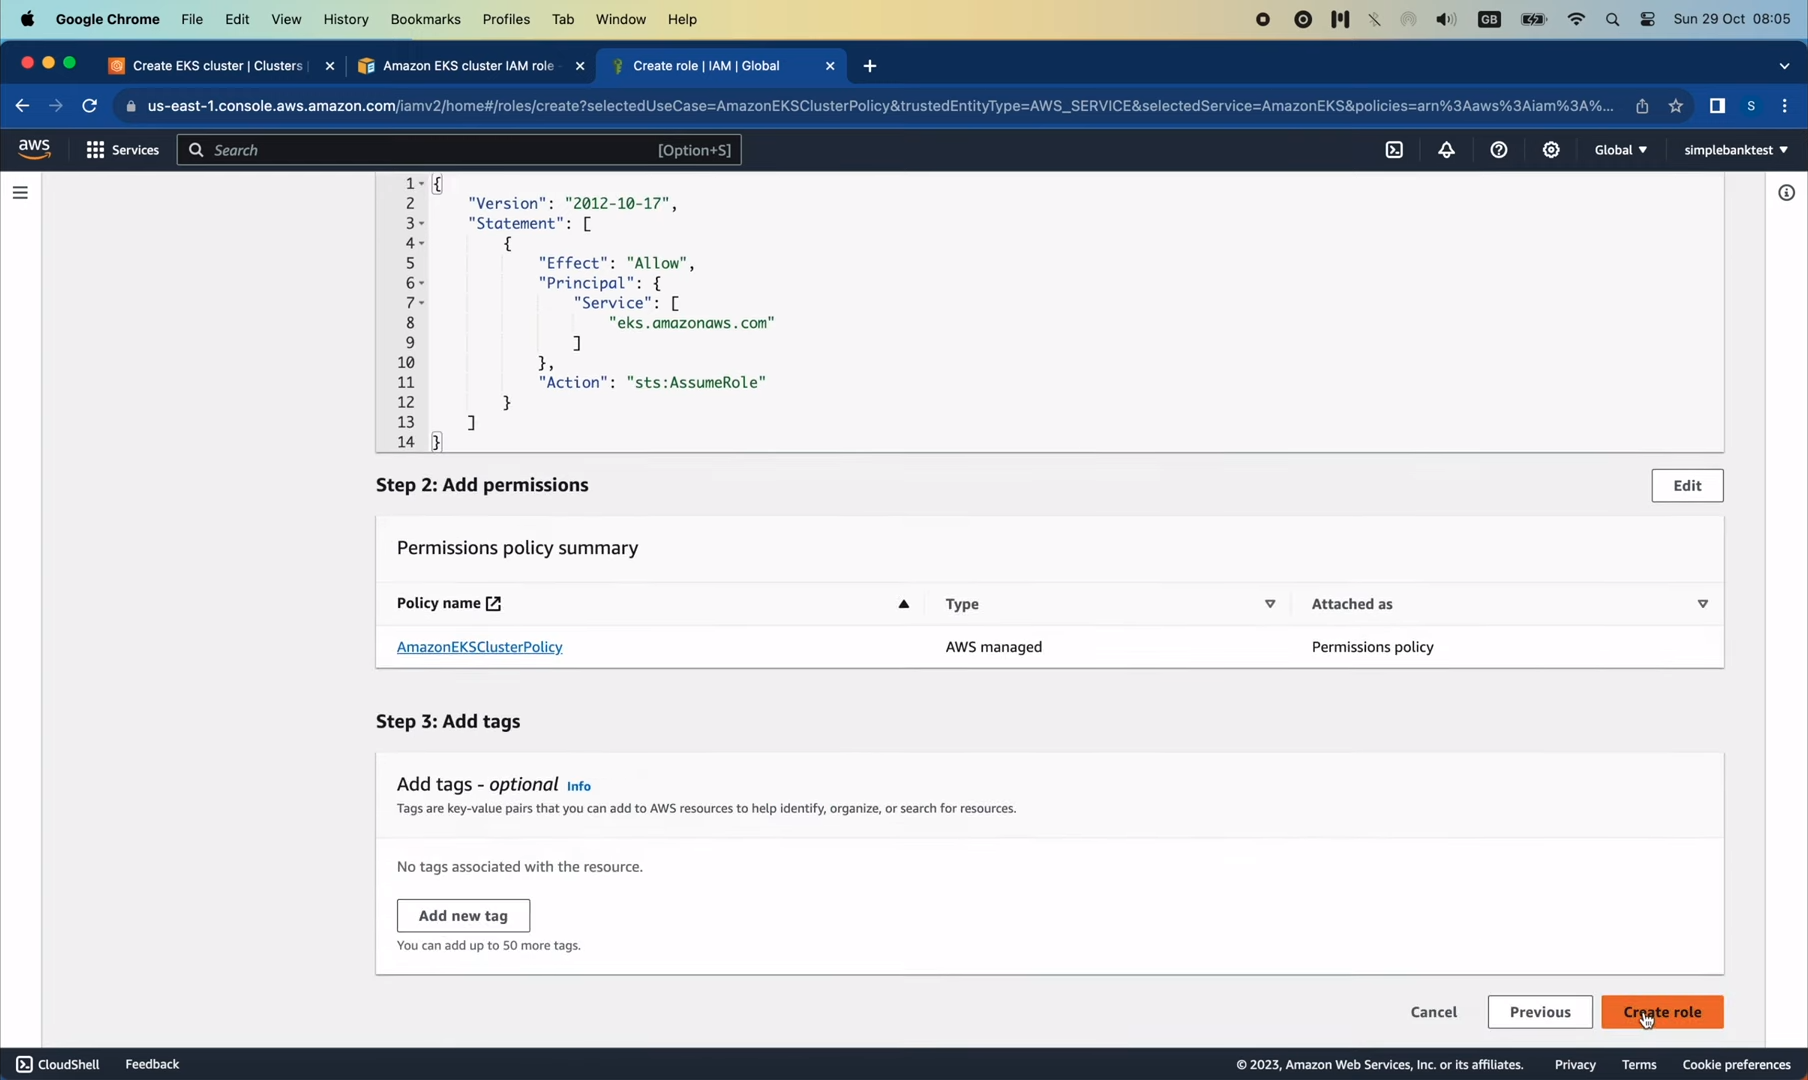 Google Chrome File Edit View History Bookmarks Profiles Tab Window Help GB Sun 29 Oct 08:05
Create EKS cluster | Clusters | Amazon EKS cluster IAM role - Create role | IAM | Global
us-east-1.console.aws.amazon.com/iamv2/home#/roles/create?selectedUseCase=AmazonEKSClusterPolicy&trustedEntityType=AWS_SERVICE&selectedService=AmazonEKS&policies=arn%3Aaws%3Aiam%3A%... S
aws Services Search [Option+S] Global simplebanktest
1 {
2 "Version": "2012-10-17",
3 "Statement": [
4 {
5 "Effect": "Allow",
6 "Principal": {
7 "Service": [
8 "eks.amazonaws.com"
9 ]
10 },
11 "Action": "sts:AssumeRole"
12 }
13 ]
14 }
Step 2: Add permissions Edit
Permissions policy summary
Policy name Type Attached as
AmazonEKSClusterPolicy AWS managed Permissions policy
Step 3: Add tags
Add tags - optional Info
Tags are key-value pairs that you can add to AWS resources to help identify, organize, or search for resources.
No tags associated with the resource.
Add new tag
You can add up to 50 more tags.
Cancel Previous Create role
CloudShell Feedback © 2023, Amazon Web Services, Inc. or its affiliates. Privacy Terms Cookie preferences